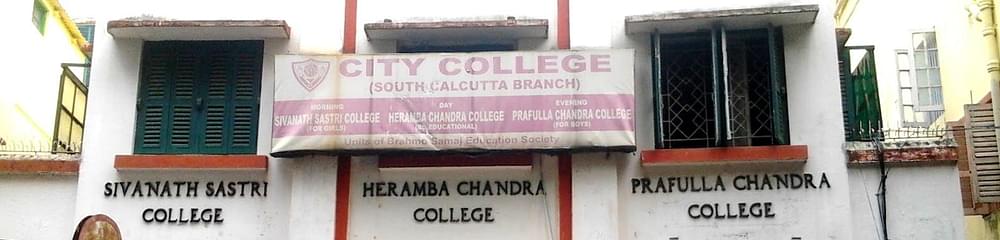 CITY COLLEGE
(SOUTH CALCUTTA BRANCH)
MORNING
SIVANATH SASTRI COLLEGE
(FOR GIRLS)
DAY
HERAMBA CHANDRA COLLEGE
(CO-EDUCATIONAL)
EVENING
PRAFULLA CHANDRA COLLEGE
(FOR BOYS)
Units of Brahmo Samaj Education Society
SIVANATH SASTRI
COLLEGE
HERAMBA CHANDRA
COLLEGE
PRAFULLA CHANDRA
COLLEGE